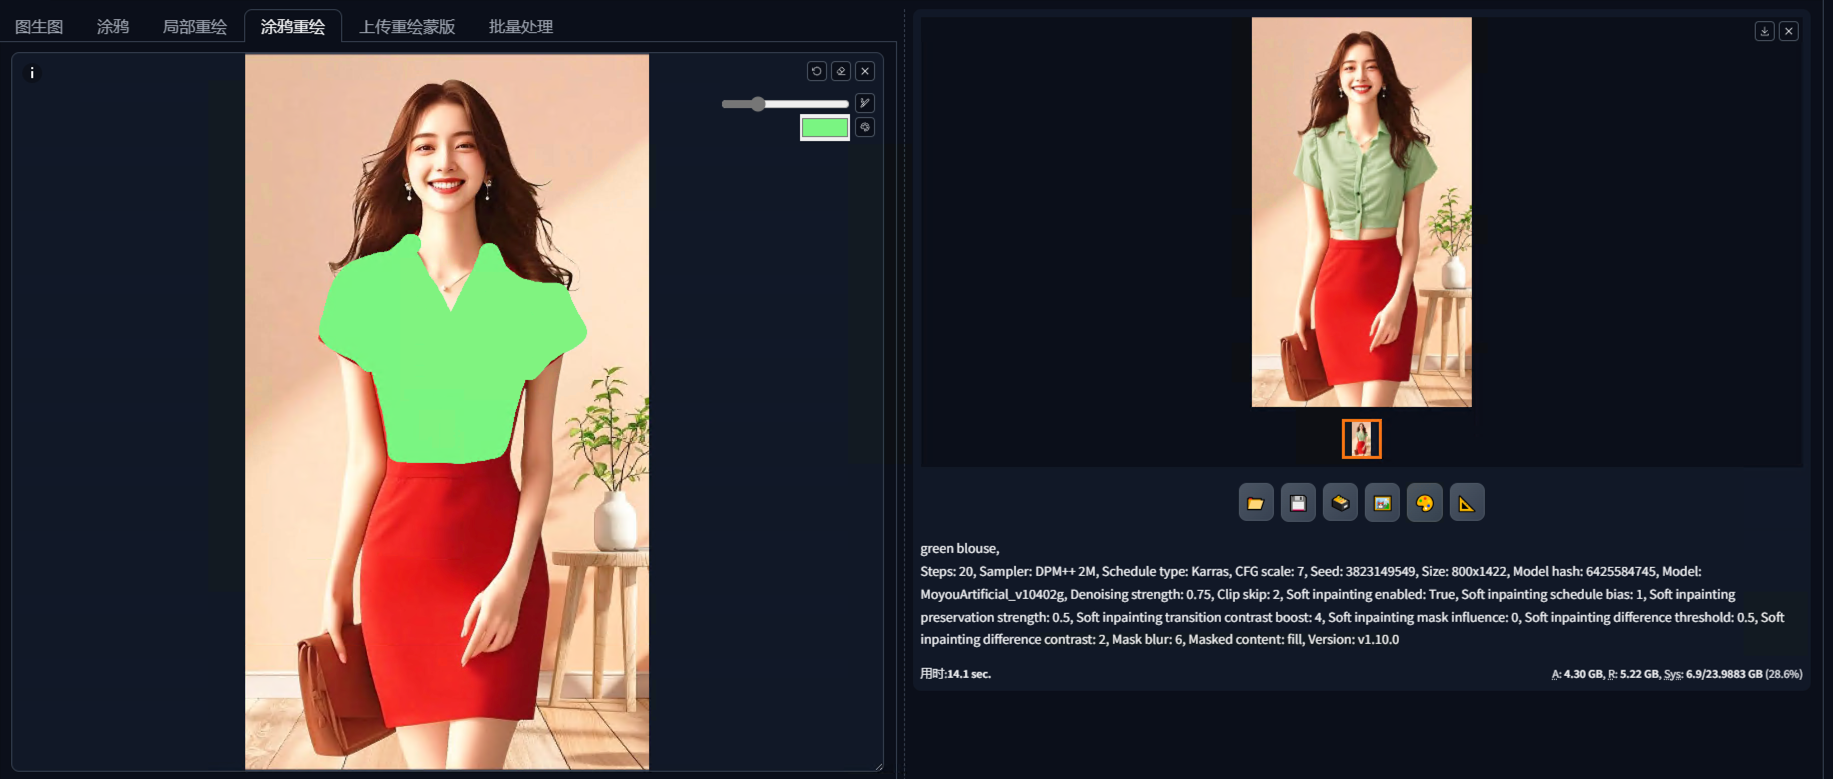 图生图 涂鸦 局部重绘 涂鸦重绘 上传重绘蒙版 批量处理
i
green blouse,
Steps: 20, Sampler: DPM++ 2M, Schedule type: Karras, CFG scale: 7, Seed: 3823149549, Size: 800x1422, Model hash: 6425584745, Model:
MoyouArtificial_v10402g, Denoising strength: 0.75, Clip skip: 2, Soft inpainting enabled: True, Soft inpainting schedule bias: 1, Soft inpainting
preservation strength: 0.5, Soft inpainting transition contrast boost: 4, Soft inpainting mask influence: 0, Soft inpainting difference threshold: 0.5, Soft
inpainting difference contrast: 2, Mask blur: 6, Masked content: fill, Version: v1.10.0
用时:14.1 sec.
A: 4.30 GB, R: 5.22 GB, Sys: 6.9/23.9883 GB (28.6%)